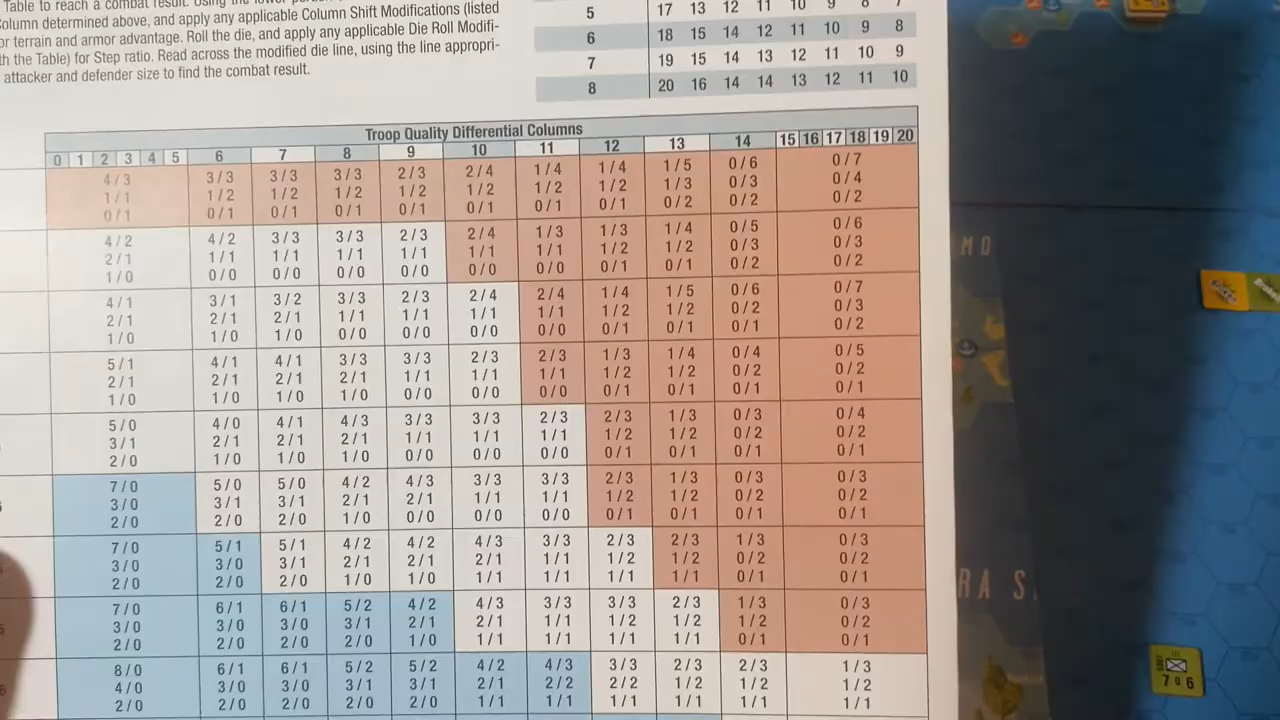 Table to reach a combat result. Using the lower
Column determined above, and apply any applicable Column Shift Modifications (listed
or terrain and armor advantage. Roll the die, and apply any applicable Die Roll Modifi-
th the Table) for Step ratio. Read across the modified die line, using the line appropri-
attacker and defender size to find the combat result.
5 17 13 12 11 10 9 8 7
6 18 15 14 12 11 10 9 8
7 19 15 14 13 12 11 10 9
8 20 16 14 14 13 12 11 10
Troop Quality Differential Columns
0 1 2 3 4 5 6 7 8 9 10 11 12 13 14 15 16 17 18 19 20
4/3 3/3 3/3 3/3 2/3 2/4 1/4 1/4 1/5 0/6 0/7
1/1 1/2 1/2 1/2 1/2 1/2 1/2 1/2 1/3 0/3 0/4
0/1 0/1 0/1 0/1 0/1 0/1 0/1 0/1 0/2 0/2 0/2
4/2 4/2 3/3 3/3 2/3 2/4 1/3 1/3 1/4 0/5 0/6
2/1 1/1 1/1 1/1 1/1 1/1 1/1 1/2 1/2 0/3 0/3
1/0 0/0 0/0 0/0 0/0 0/0 0/0 0/1 0/1 0/2 0/2
4/1 3/1 3/2 3/3 2/3 2/4 2/4 1/4 1/5 0/6 0/7
2/1 2/1 2/1 1/1 1/1 1/1 1/1 1/2 1/2 0/2 0/3
1/0 1/0 1/0 0/0 0/0 0/0 0/0 0/1 0/1 0/1 0/2
5/1 4/1 4/1 3/3 3/3 2/3 2/3 1/3 1/4 0/4 0/5
2/1 2/1 2/1 2/1 1/1 1/1 1/1 1/2 1/2 0/2 0/2
1/0 1/0 1/0 1/0 0/0 0/0 0/0 0/1 0/1 0/1 0/1
5/0 4/0 4/1 4/3 3/3 3/3 2/3 2/3 1/3 0/3 0/4
3/1 2/1 2/1 2/1 1/1 1/1 1/1 1/2 1/2 0/2 0/2
2/0 1/0 1/0 1/0 0/0 0/0 0/0 0/1 0/1 0/1 0/1
7/0 5/0 5/0 4/2 4/3 3/3 3/3 2/3 1/3 0/3 0/3
3/0 3/1 3/1 2/1 2/1 1/1 1/1 1/2 1/2 0/2 0/2
2/0 2/0 2/0 1/0 0/0 0/0 0/0 0/1 0/1 0/1 0/1
7/0 5/1 5/1 4/2 4/2 4/3 3/3 2/3 2/3 1/3 0/3
3/0 3/0 3/1 2/1 2/1 2/1 1/1 1/2 1/2 0/2 0/2
2/0 2/0 2/0 1/0 1/0 1/1 1/1 1/1 1/1 0/1 0/1
7/0 6/1 6/1 5/2 4/2 4/3 3/3 3/3 2/3 1/3 0/3
3/0 3/0 3/0 3/1 2/1 2/1 1/1 1/2 1/2 1/2 0/2
2/0 2/0 2/0 2/0 1/0 1/1 1/1 1/1 1/1 0/1 0/1
8/0 6/1 6/1 5/2 5/2 4/2 4/3 3/3 2/3 2/3 1/3
4/0 3/0 3/0 3/1 3/1 2/1 2/2 2/2 1/2 1/2 1/2
2/0 2/0 2/0 2/0 2/0 1/1 1/1 1/1 1/1 1/1 1/1
RA S
7 0 6